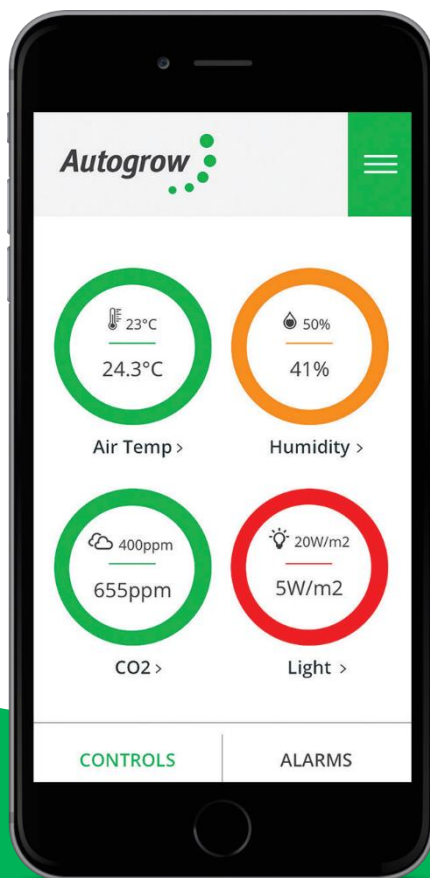 Autogrow
23°C
24.3°C
Air Temp >
50%
41%
Humidity >
400ppm
655ppm
CO2 >
20W/m2
5W/m2
Light >
CONTROLS
ALARMS